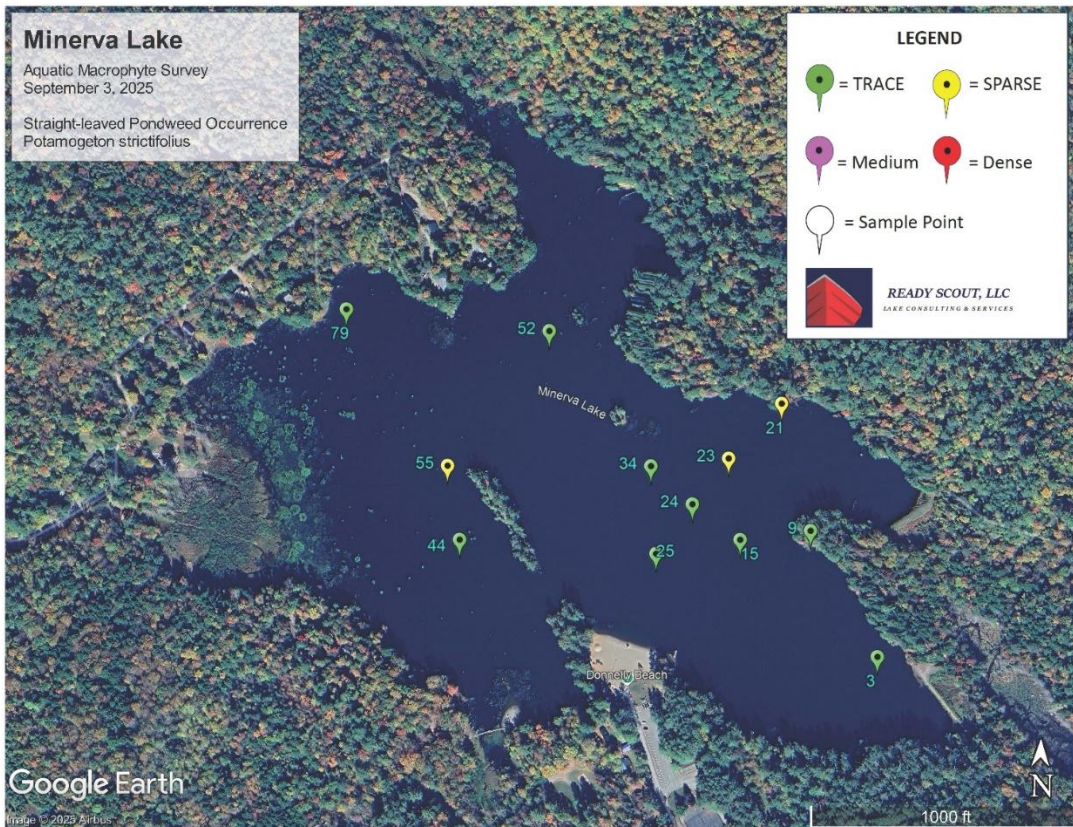 Minerva Lake
Aquatic Macrophyte Survey
September 3, 2025
Straight-leaved Pondweed Occurrence
Potamogeton strictifolius
LEGEND
= TRACE
= SPARSE
= Medium
= Dense
= Sample Point
READY SCOUT, LLC
LAKE CONSULTING & SERVICES
79
52
Minerva Lake
21
55
34
23
24
44
25
15
9
Donnelly Beach
3
Google Earth
Image © 2025 Airbus
N
1000 ft